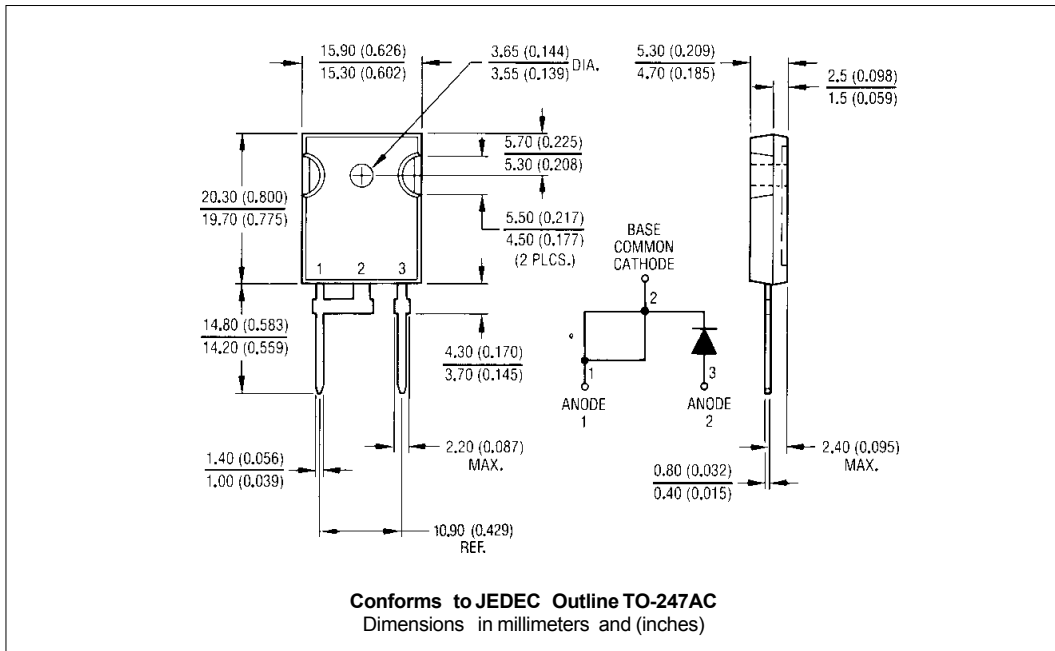 15.90 (0.626)
15.30 (0.602)
3.65 (0.144)
3.55 (0.139) DIA.
5.30 (0.209)
4.70 (0.185)
2.5 (0.098)
1.5 (0.059)
5.70 (0.225)
5.30 (0.208)
20.30 (0.800)
19.70 (0.775)
5.50 (0.217)
4.50 (0.177)
(2 PLCS.)
BASE
COMMON
CATHODE
1 2 3
2
14.80 (0.583)
14.20 (0.559)
4.30 (0.170)
3.70 (0.145)
1 3
ANODE
1
ANODE
2
1.40 (0.056)
1.00 (0.039)
2.20 (0.087)
MAX.
2.40 (0.095)
MAX.
0.80 (0.032)
0.40 (0.015)
10.90 (0.429)
REF.
Conforms to JEDEC Outline TO-247AC
Dimensions in millimeters and (inches)